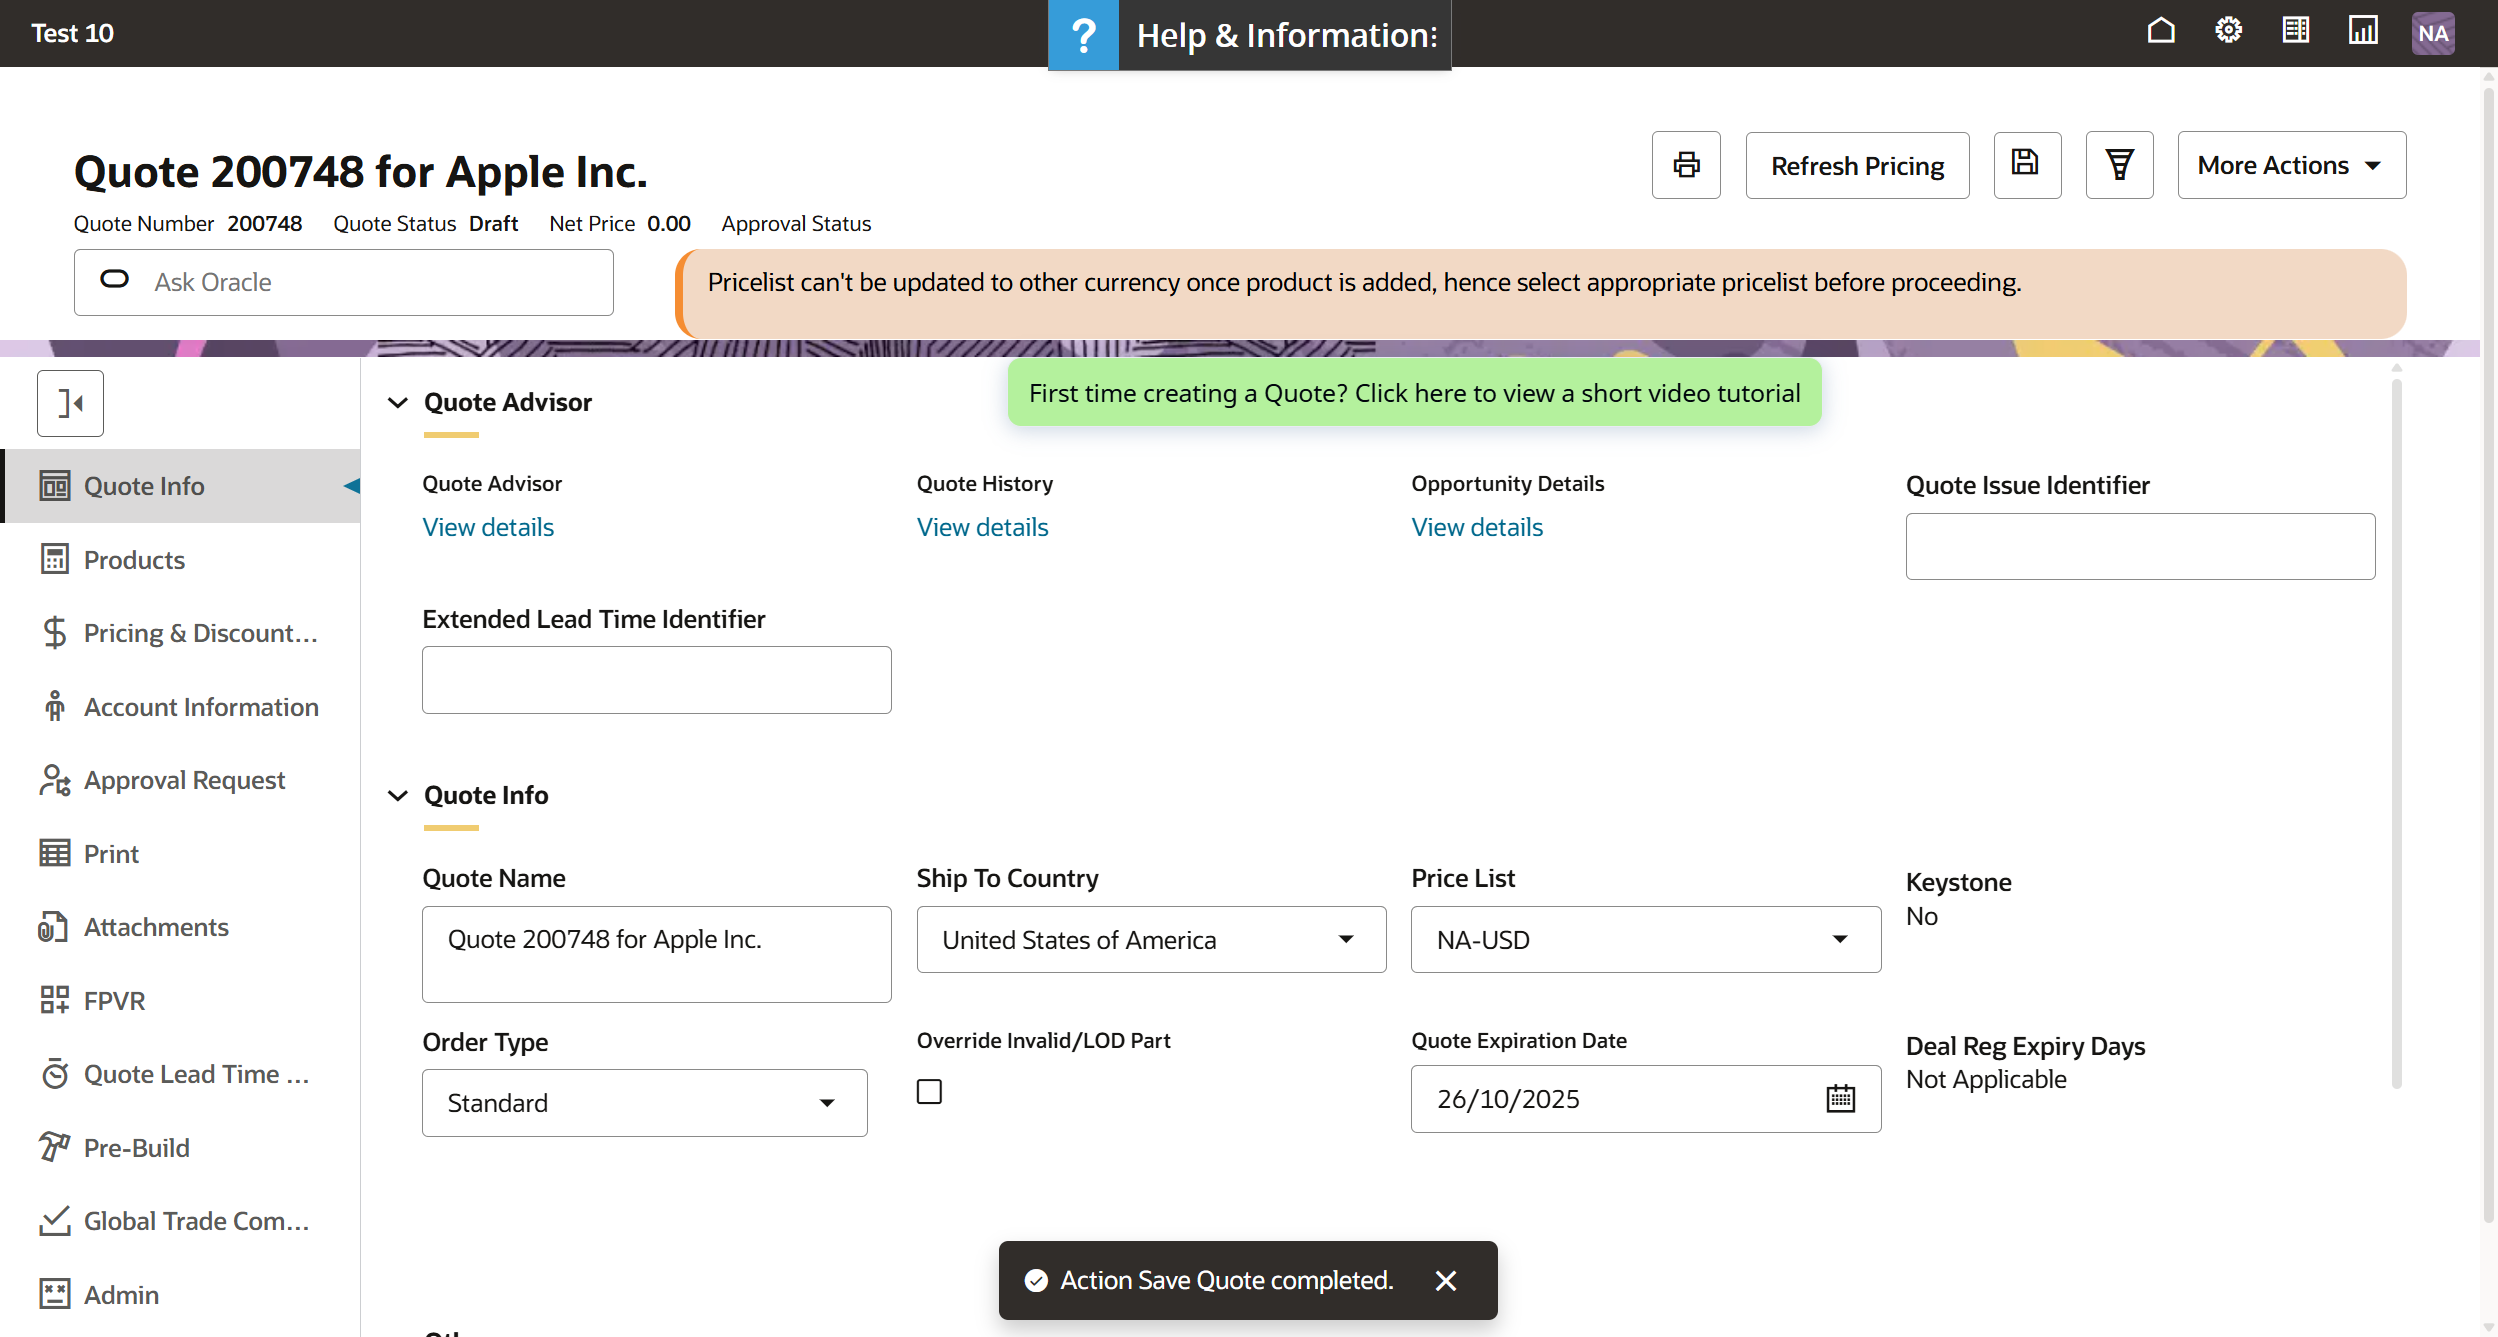 Test 10
? Help & Information:
NA
Quote 200748 for Apple Inc.
Refresh Pricing
More Actions
Quote Number 200748 Quote Status Draft Net Price 0.00 Approval Status
Ask Oracle
Pricelist can't be updated to other currency once product is added, hence select appropriate pricelist before proceeding.
First time creating a Quote? Click here to view a short video tutorial
Quote Info
Products
Pricing & Discount...
Account Information
Approval Request
Print
Attachments
FPVR
Quote Lead Time ...
Pre-Build
Global Trade Com...
Admin
Quote Advisor
Quote Advisor
View details
Quote History
View details
Opportunity Details
View details
Quote Issue Identifier
Extended Lead Time Identifier
Quote Info
Quote Name
Quote 200748 for Apple Inc.
Ship To Country
United States of America
Price List
NA-USD
Keystone
No
Order Type
Standard
Override Invalid/LOD Part
Quote Expiration Date
26/10/2025
Deal Reg Expiry Days
Not Applicable
Action Save Quote completed.